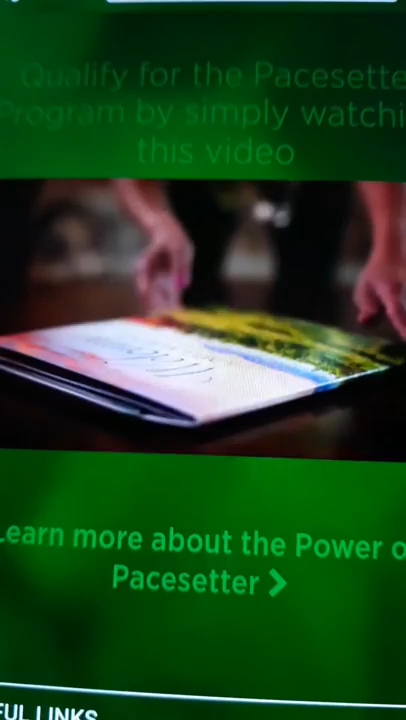 Qualify for the Pacesette
Program by simply watchi
this video
Learn more about the Power o
Pacesetter >
FUL LINKS